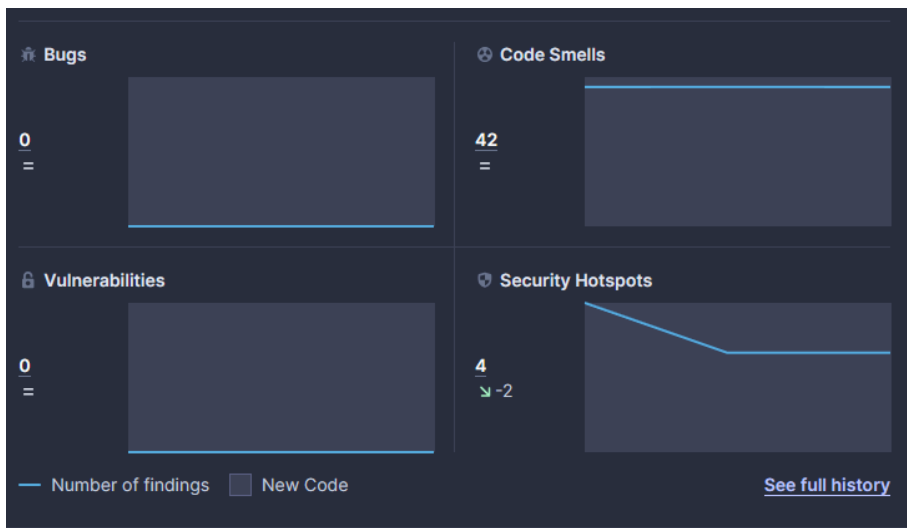 Bugs
0
=
Code Smells
42
=
Vulnerabilities
0
=
Security Hotspots
4
-2
Number of findings
New Code
See full history